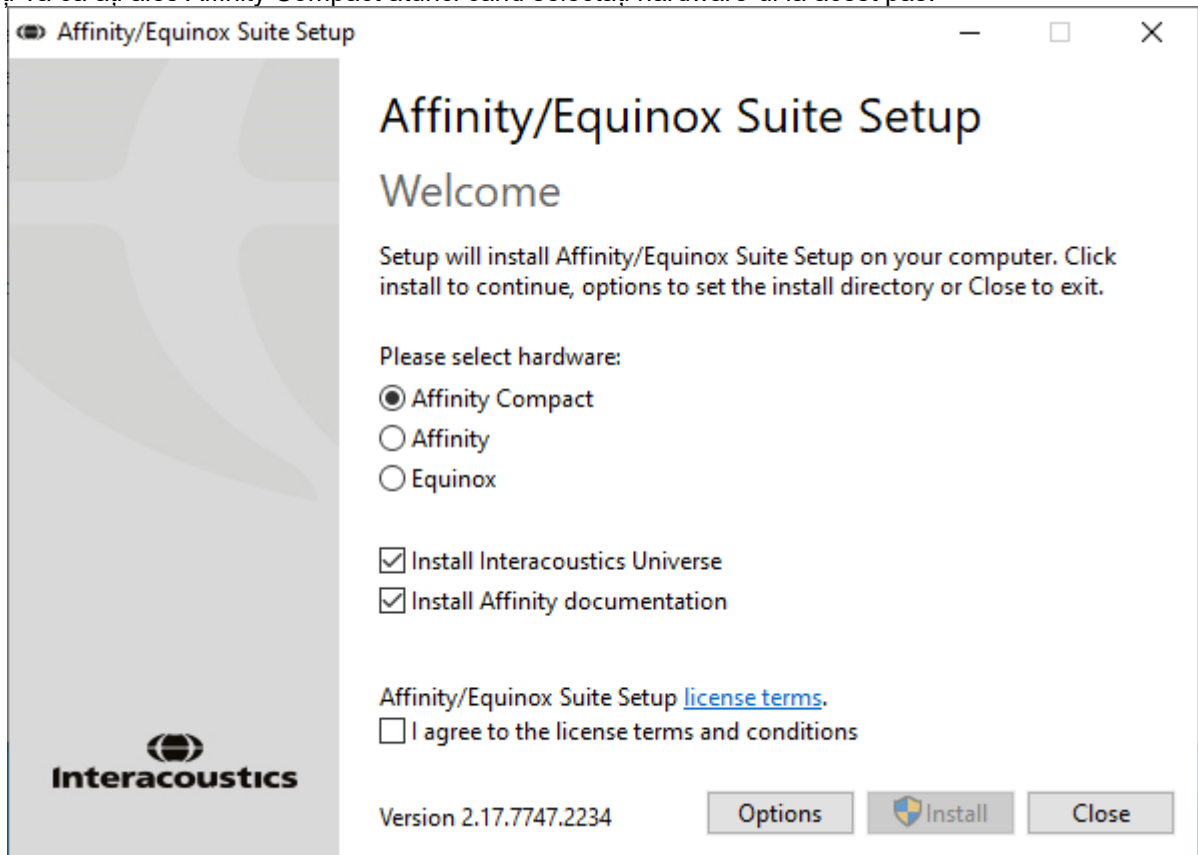 Affinity/Equinox Suite Setup
Affinity/Equinox Suite Setup
Welcome
Setup will install Affinity/Equinox Suite Setup on your computer. Click
install to continue, options to set the install directory or Close to exit.
Please select hardware:
Affinity Compact
Affinity
Equinox
Install Interacoustics Universe
Install Affinity documentation
Affinity/Equinox Suite Setup license terms.
I agree to the license terms and conditions
Interacoustics
Version 2.17.7747.2234
Options
Install
Close